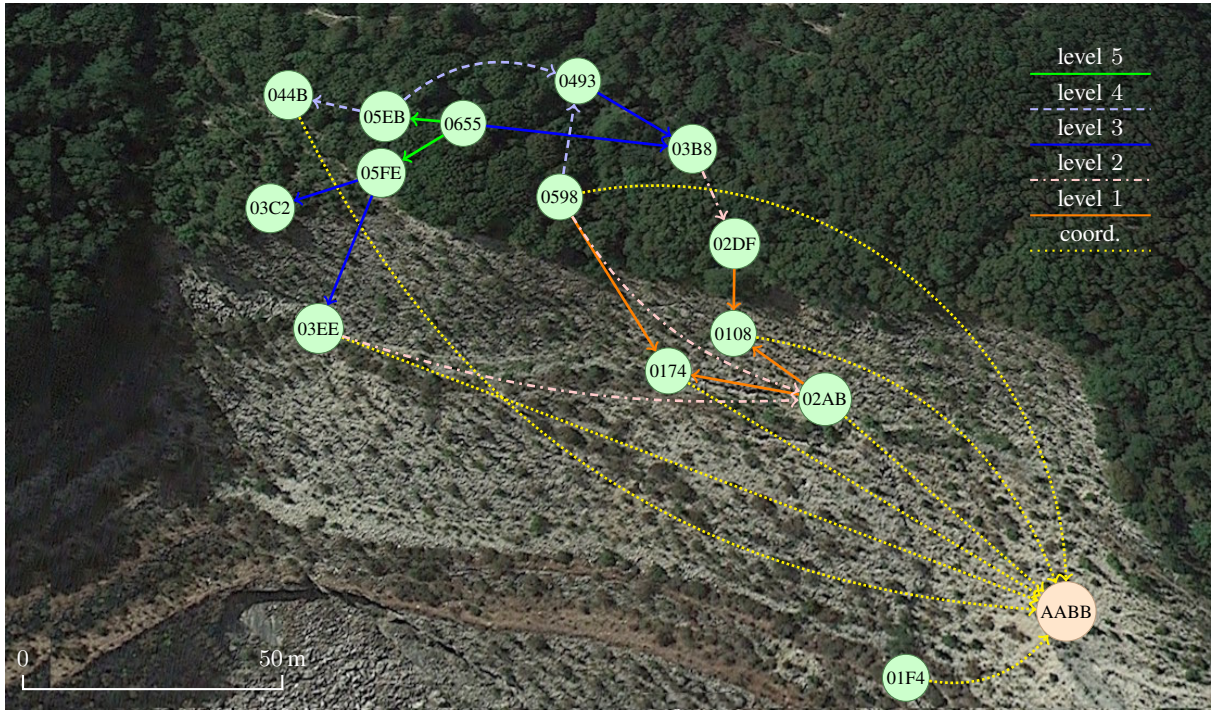 level 5
level 4
level 3
level 2
level 1
coord.
0493
044B
05EB
0655
03B8
05FE
0598
03C2
02DF
03EE
0108
0174
02AB
AABB
01F4
0
50 m